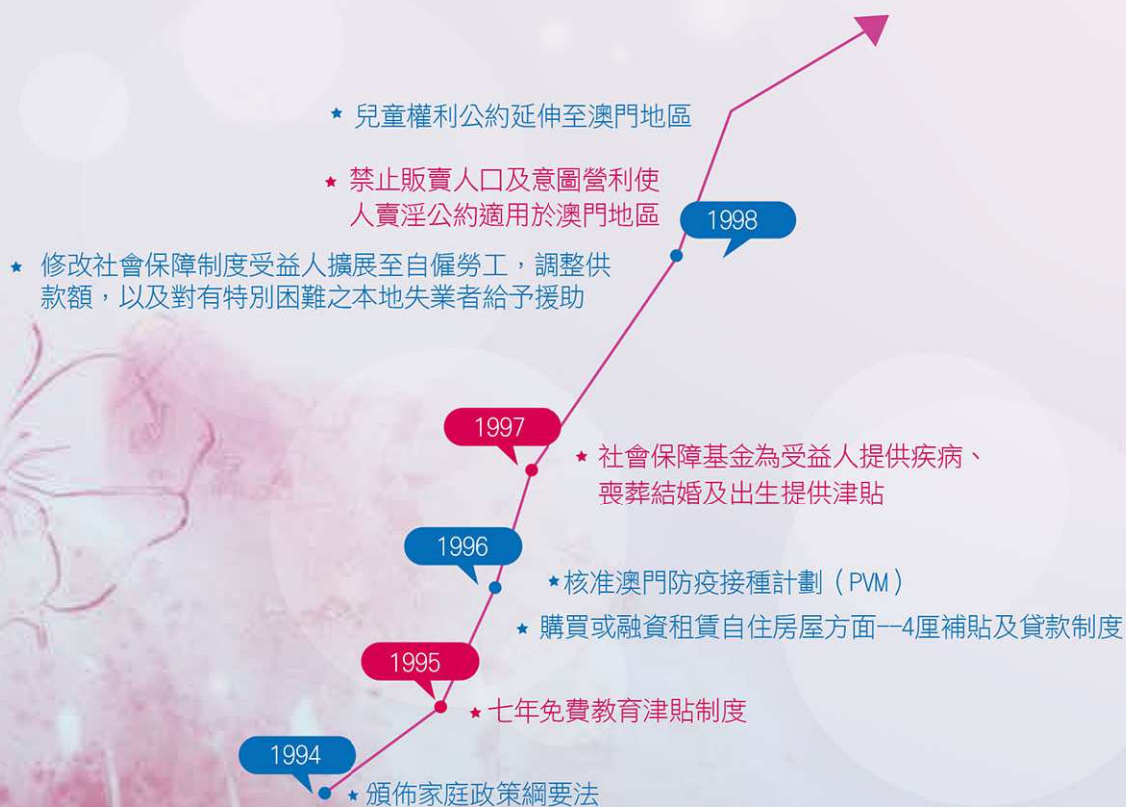 ★ 兒童權利公約延伸至澳門地區
★ 禁止販賣人口及意圖營利使
人賣淫公約適用於澳門地區
1998
★ 修改社會保障制度受益人擴展至自僱勞工，調整供
款額，以及對有特別困難之本地失業者給予援助
1997
★ 社會保障基金為受益人提供疾病、
喪葬結婚及出生提供津貼
1996
★核准澳門防疫接種計劃（PVM）
★ 購買或融資租賃自住房屋方面--4厘補貼及貸款制度
1995
★ 七年免費教育津貼制度
1994
★ 頒佈家庭政策綱要法